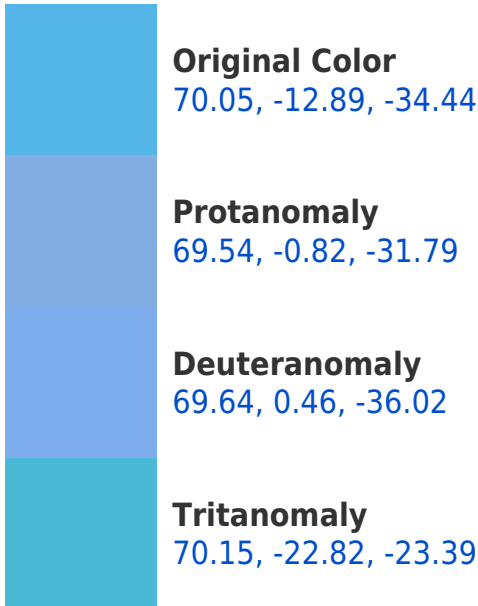 Original Color
70.05, -12.89, -34.44
Protanomaly
69.54, -0.82, -31.79
Deuteranomaly
69.64, 0.46, -36.02
Tritanomaly
70.15, -22.82, -23.39